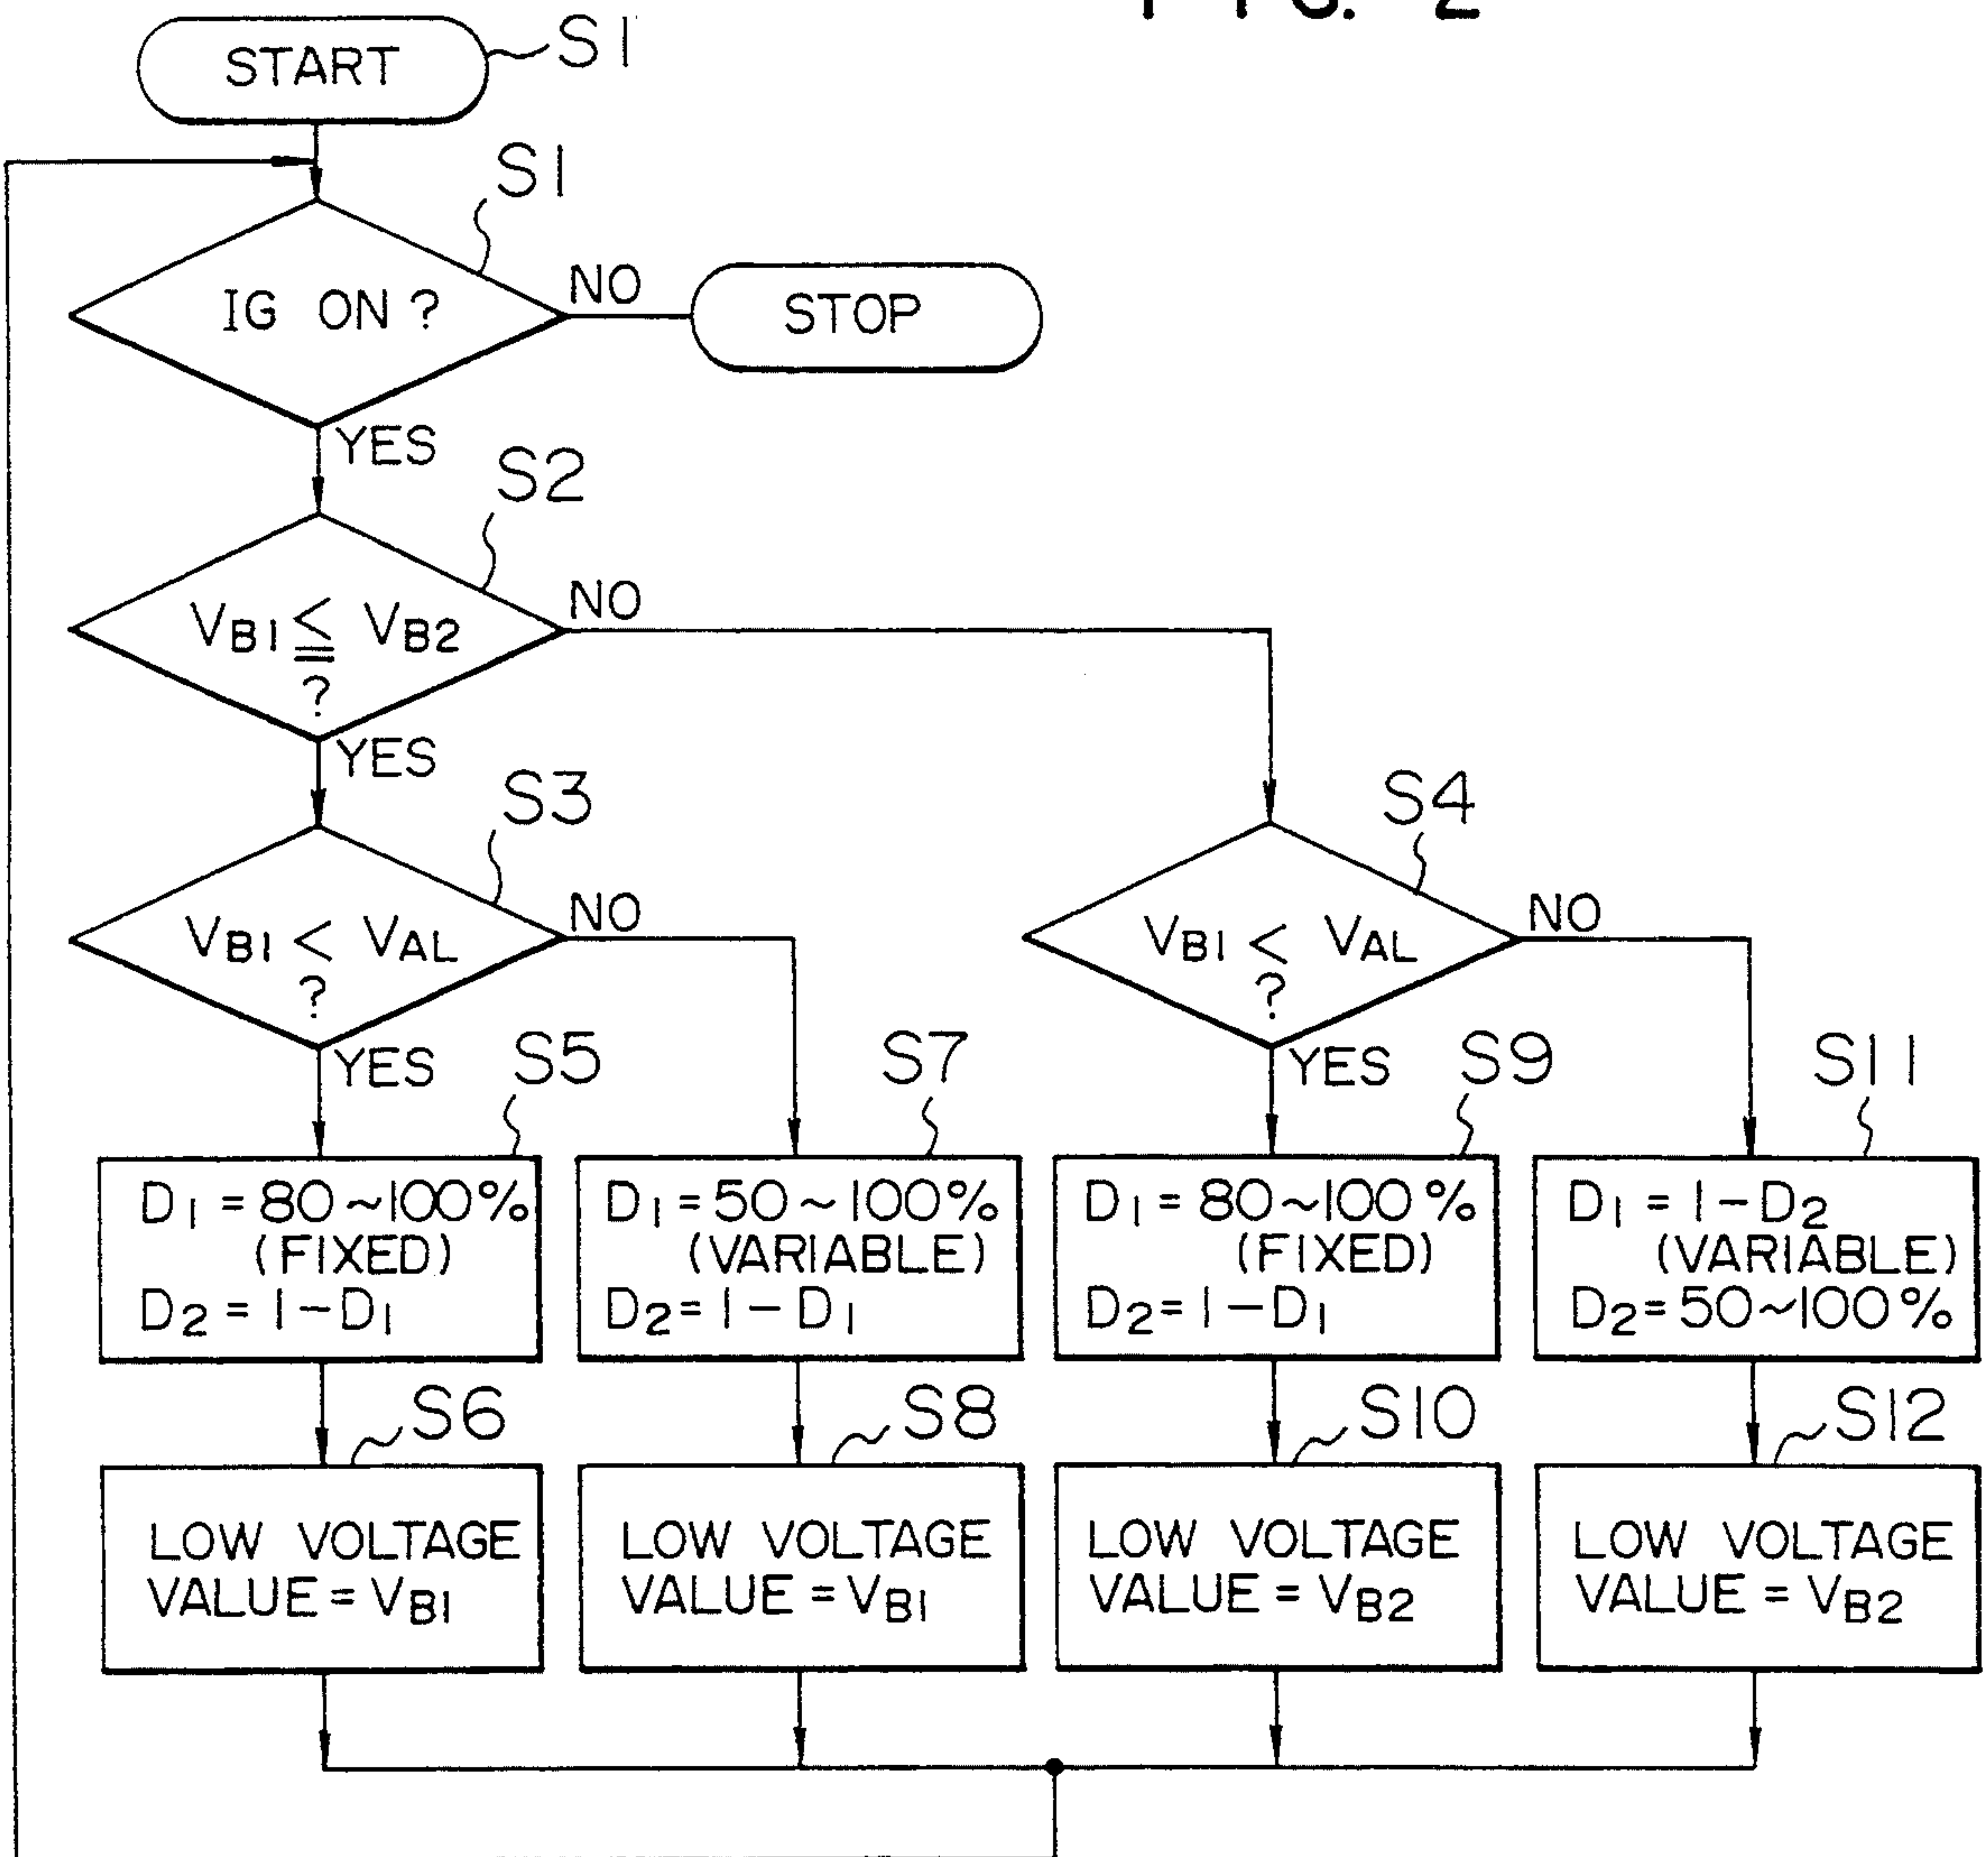 FIG. 2
START
S1
S1
IG ON ?
NO
STOP
YES
S2
VB1 ≦ VB2
?
NO
YES
S3
S4
VB1 < VAL
?
NO
VB1 < VAL
?
NO
YES
S5
S7
YES
S9
S11
D1 = 80~100%
(FIXED)
D2 = 1-D1
D1 = 50~100%
(VARIABLE)
D2 = 1-D1
D1 = 80~100%
(FIXED)
D2 = 1-D1
D1 = 1-D2
(VARIABLE)
D2 = 50~100%
S6
S8
S10
S12
LOW VOLTAGE
VALUE = VB1
LOW VOLTAGE
VALUE = VB1
LOW VOLTAGE
VALUE = VB2
LOW VOLTAGE
VALUE = VB2